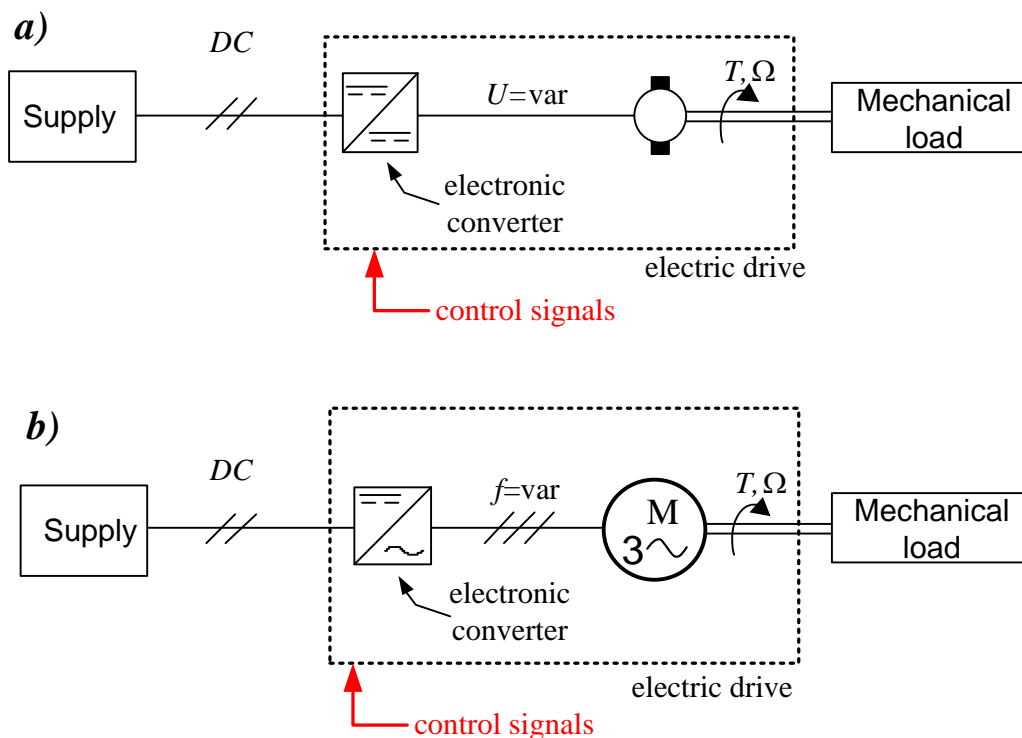 a)
DC
Supply
U=var
T, Ω
Mechanical
load
electronic
converter
electric drive
control signals
b)
DC
Supply
f=var
M
3
T, Ω
Mechanical
load
electronic
converter
electric drive
control signals